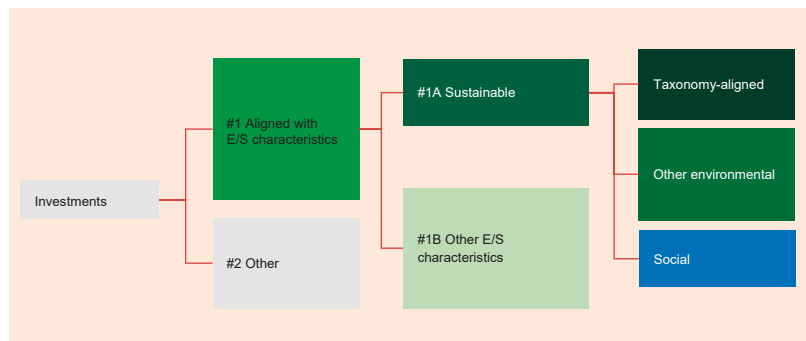 Investments
#1 Aligned with
E/S characteristics
#2 Other
#1A Sustainable
#1B Other E/S
characteristics
Taxonomy-aligned
Other environmental
Social